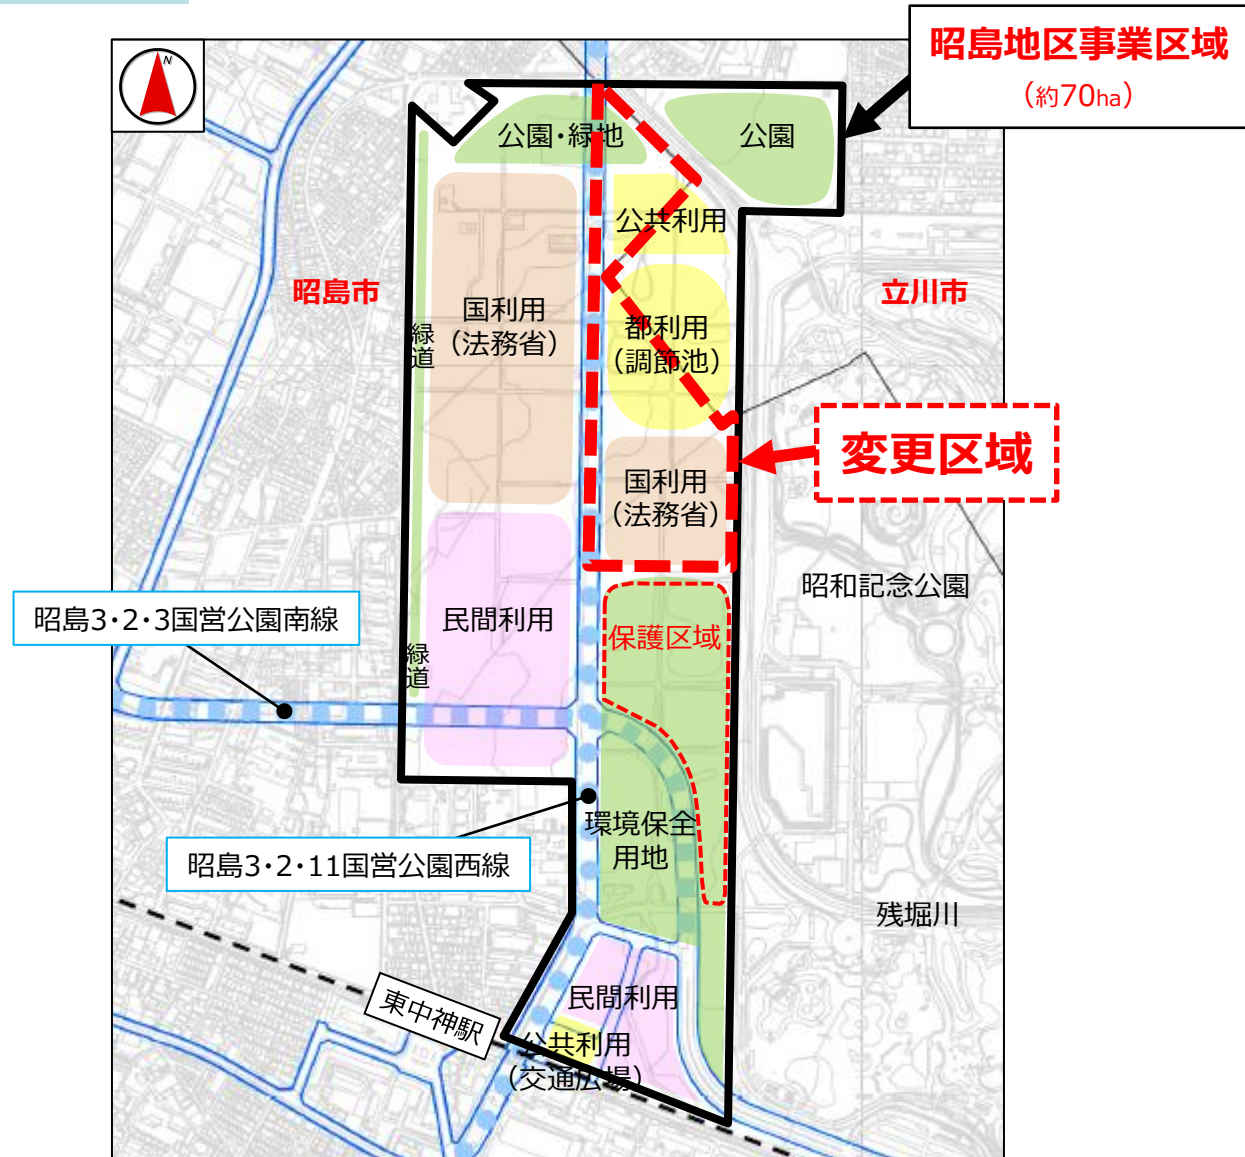 昭島地区事業区域
（約70ha）
N
公園・緑地
公園
公共利用
昭島市
立川市
国利用
（法務省）
緑道
都利用
（調節池）
変更区域
国利用
（法務省）
昭和記念公園
昭島3・2・3国営公園南線
民間利用
保護区域
緑道
環境保全
用地
昭島3・2・11国営公園西線
残堀川
東中神駅
民間利用
公共利用
（交通広場）